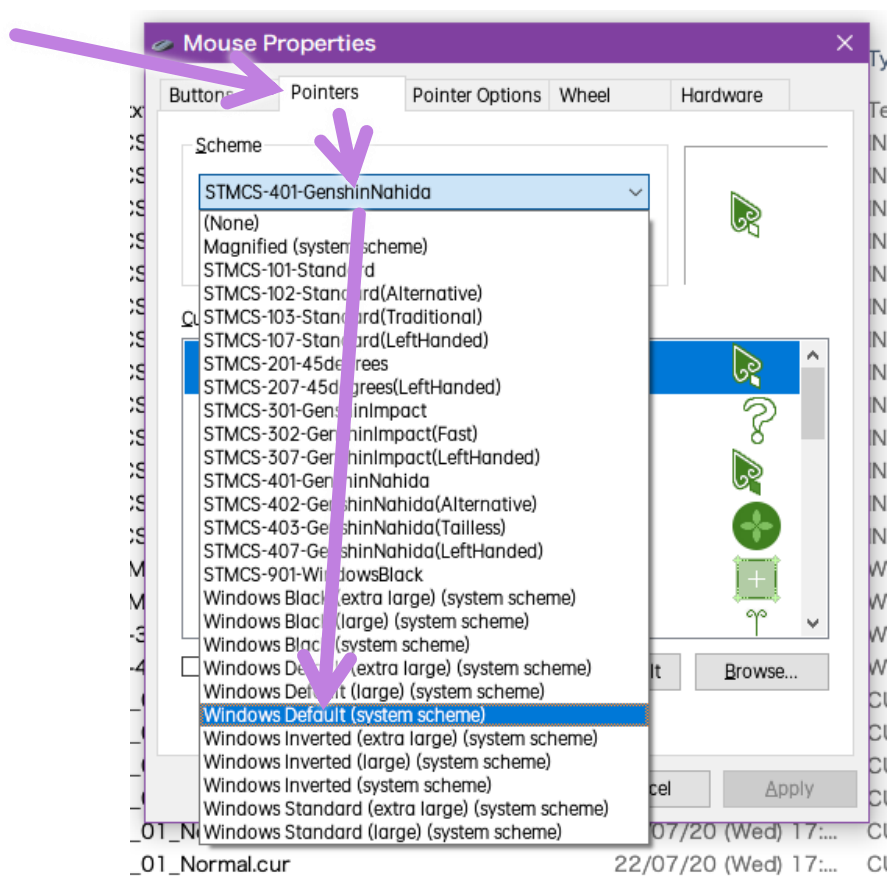 Mouse Properties
Buttons
Pointers
Pointer Options
Wheel
Hardware
Scheme
STMCS-401-GenshinNahida
(None)
Magnified (system scheme)
STMCS-101-Standard
STMCS-102-Standard(Alternative)
STMCS-103-Standard(Traditional)
STMCS-107-Standard(LeftHanded)
STMCS-201-45degrees
STMCS-207-45degrees(LeftHanded)
STMCS-301-GenshinImpact
STMCS-302-GenshinImpact(Fast)
STMCS-307-GenshinImpact(LeftHanded)
STMCS-401-GenshinNahida
STMCS-402-GenshinNahida(Alternative)
STMCS-403-GenshinNahida(Tailless)
STMCS-407-GenshinNahida(LeftHanded)
STMCS-901-WindowsBlack
Windows Black (extra large) (system scheme)
Windows Black (large) (system scheme)
Windows Black (system scheme)
Windows Default (extra large) (system scheme)
Windows Default (large) (system scheme)
Windows Default (system scheme)
Windows Inverted (extra large) (system scheme)
Windows Inverted (large) (system scheme)
Windows Inverted (system scheme)
Windows Standard (extra large) (system scheme)
Windows Standard (large) (system scheme)
Browse...
Apply
07/20 (Wed) 17:...
_01_Normal.cur 22/07/20 (Wed) 17:...